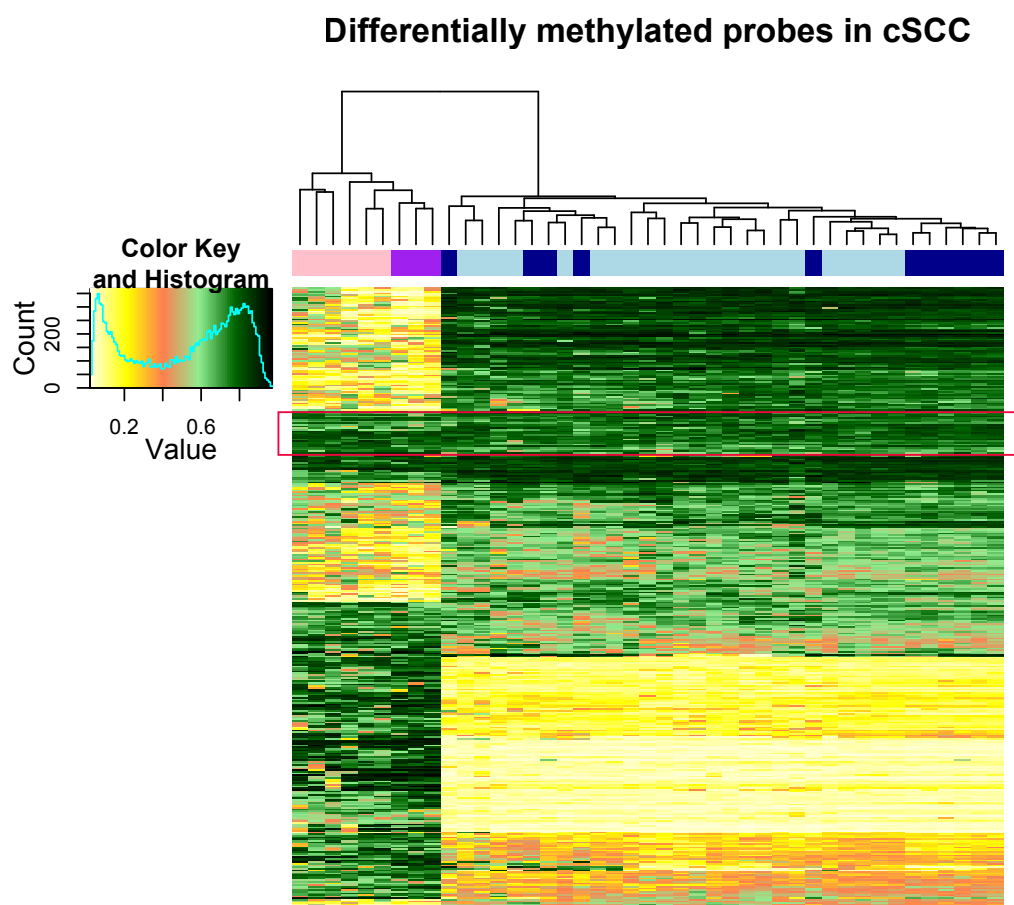 Differentially methylated probes in cSCC
Color Key
and Histogram
Count
0 200
0.2 0.6
Value